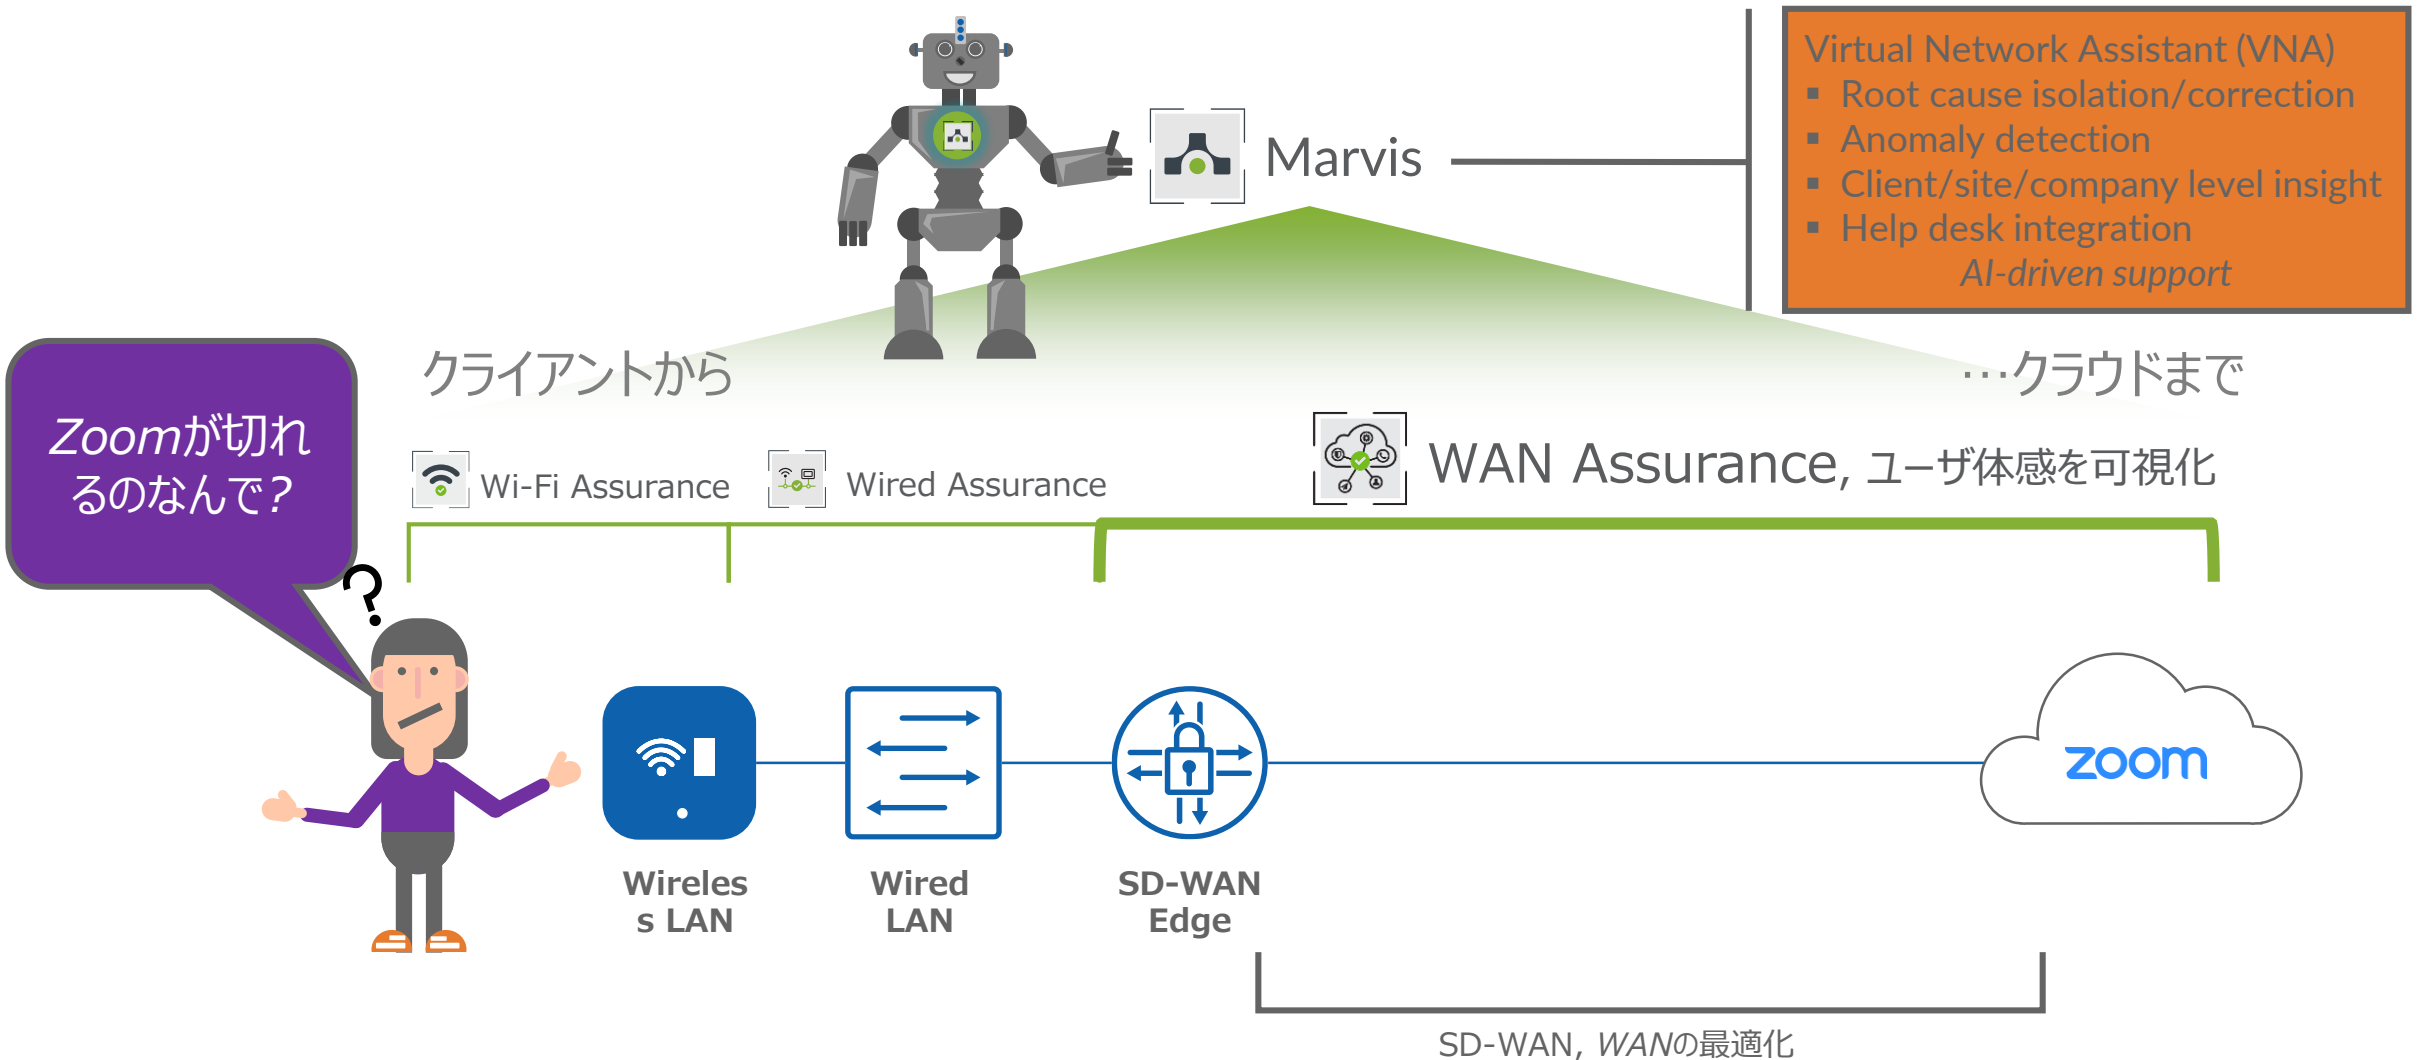 Virtual Network Assistant (VNA)
▪ Root cause isolation/correction
▪ Anomaly detection
▪ Client/site/company level insight
▪ Help desk integration
AI-driven support
Marvis
クライアントから
…クラウドまで
Zoomが切れ
るのなんで?
?
Wi-Fi Assurance
Wired Assurance
WAN Assurance, ユーザ体感を可視化
zoom
Wireles
s LAN
Wired
LAN
SD-WAN
Edge
SD-WAN, WANの最適化